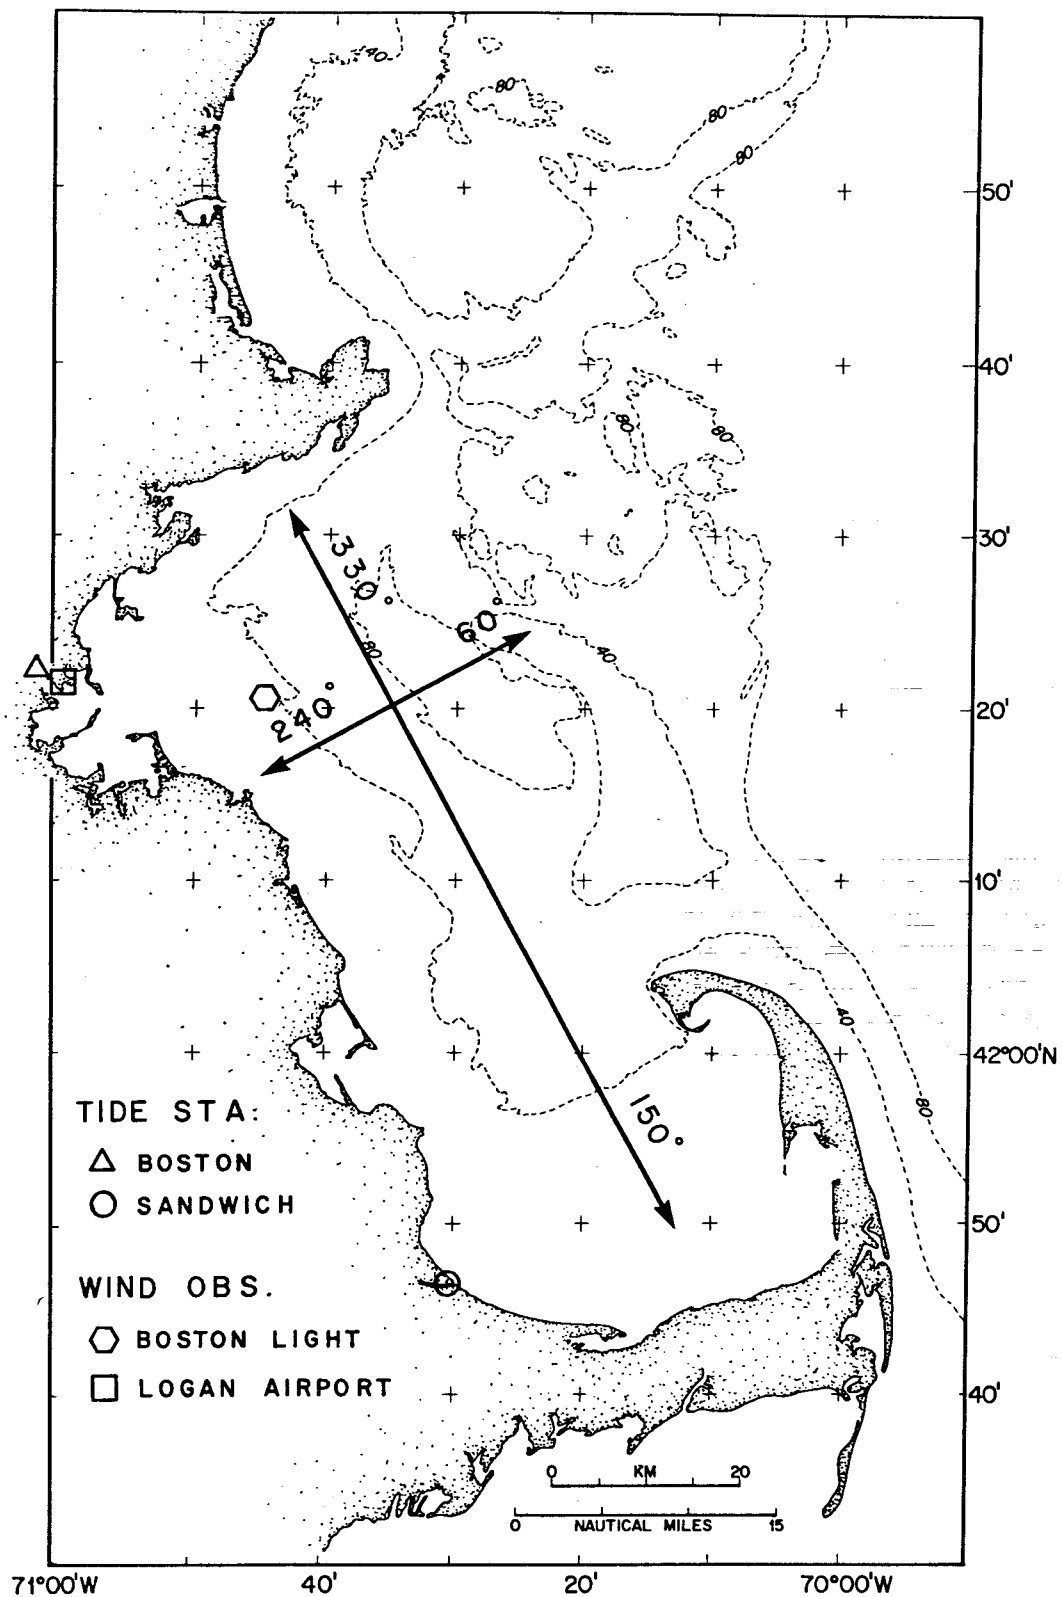 40
80
80
80
50'
40'
80
80
330°
30'
60°
80
40
240°
20'
10'
40
42°00'N
80
150°
TIDE STA:
BOSTON
SANDWICH
50'
WIND OBS.
BOSTON LIGHT
LOGAN AIRPORT
40'
0 KM 20
0 NAUTICAL MILES 15
71°00'W 40' 20' 70°00'W